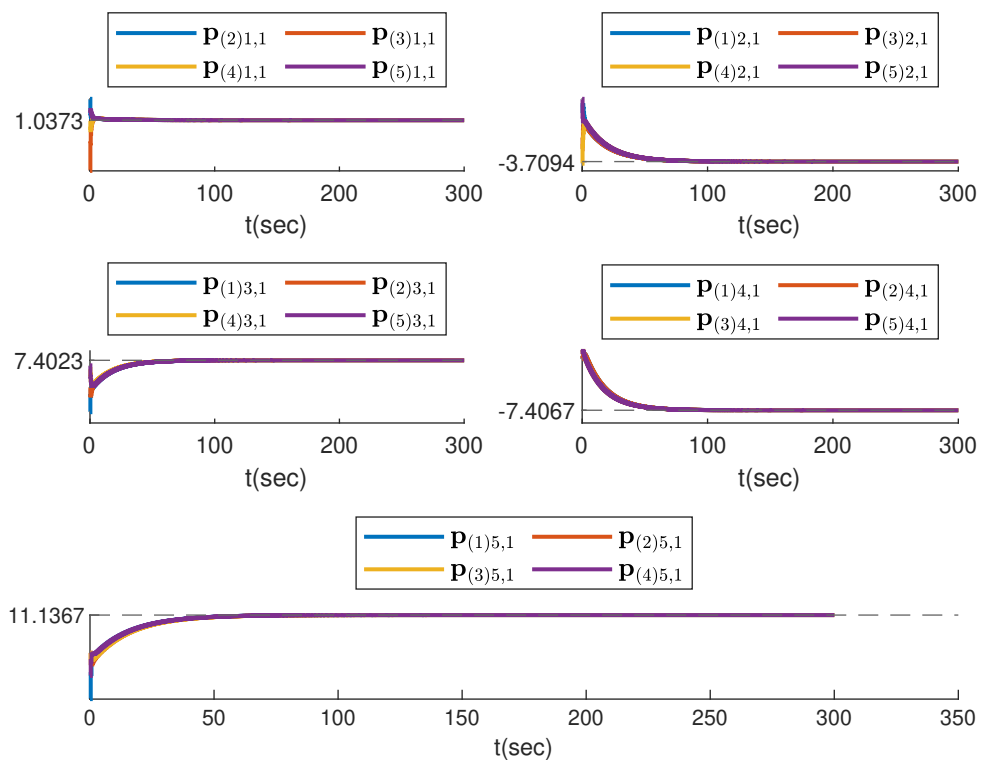 p(2)1,1 p(3)1,1
p(4)1,1 p(5)1,1
1.0373
0 100 200 300
t(sec)
p(1)2,1 p(3)2,1
p(4)2,1 p(5)2,1
-3.7094
0 100 200 300
t(sec)
p(1)3,1 p(2)3,1
p(4)3,1 p(5)3,1
7.4023
0 100 200 300
t(sec)
p(1)4,1 p(2)4,1
p(3)4,1 p(5)4,1
-7.4067
0 100 200 300
t(sec)
p(1)5,1 p(2)5,1
p(3)5,1 p(4)5,1
11.1367
0 50 100 150 200 250 300 350
t(sec)